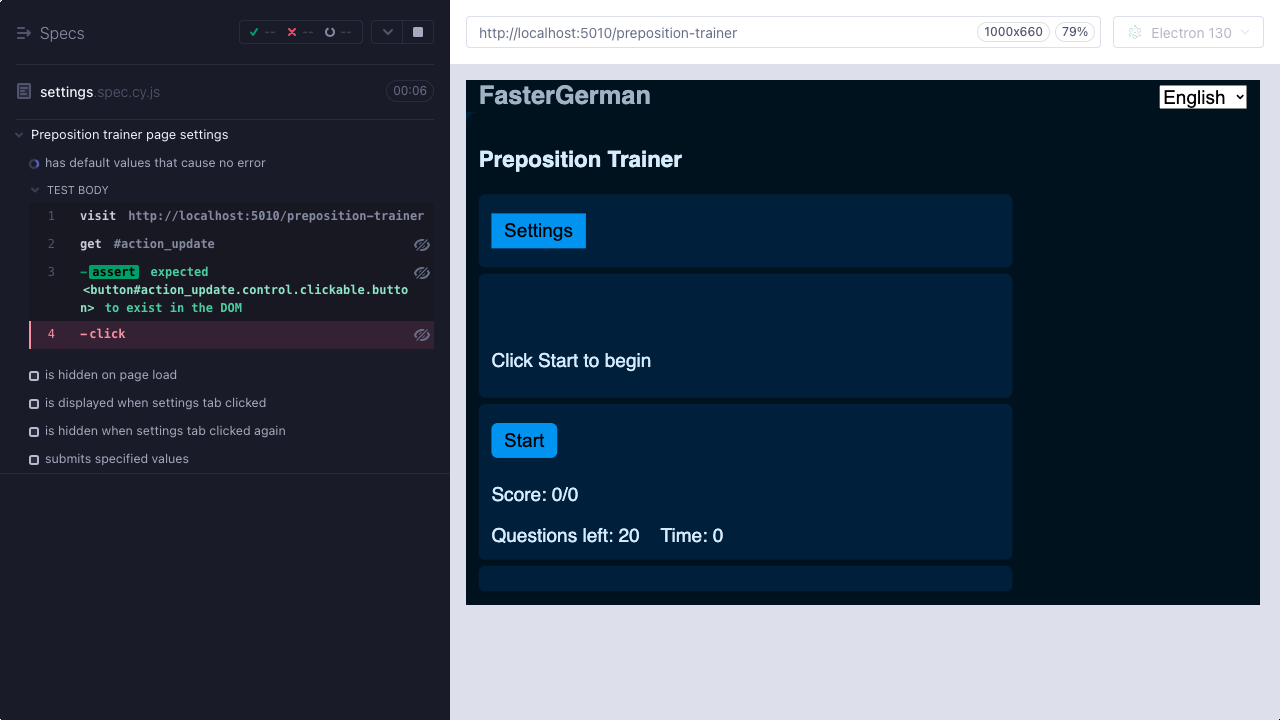 Specs
-- -- --
settings.spec.cy.js
00:06
Preposition trainer page settings
has default values that cause no error
TEST BODY
1 visit http://localhost:5010/preposition-trainer
2 get #action_update
3 -assert expected
<button#action_update.control.clickable.butto
n> to exist in the DOM
4 -click
is hidden on page load
is displayed when settings tab clicked
is hidden when settings tab clicked again
submits specified values
http://localhost:5010/preposition-trainer
1000x660
79%
Electron 130
FasterGerman
English
Preposition Trainer
Settings
Click Start to begin
Start
Score: 0/0
Questions left: 20 Time: 0